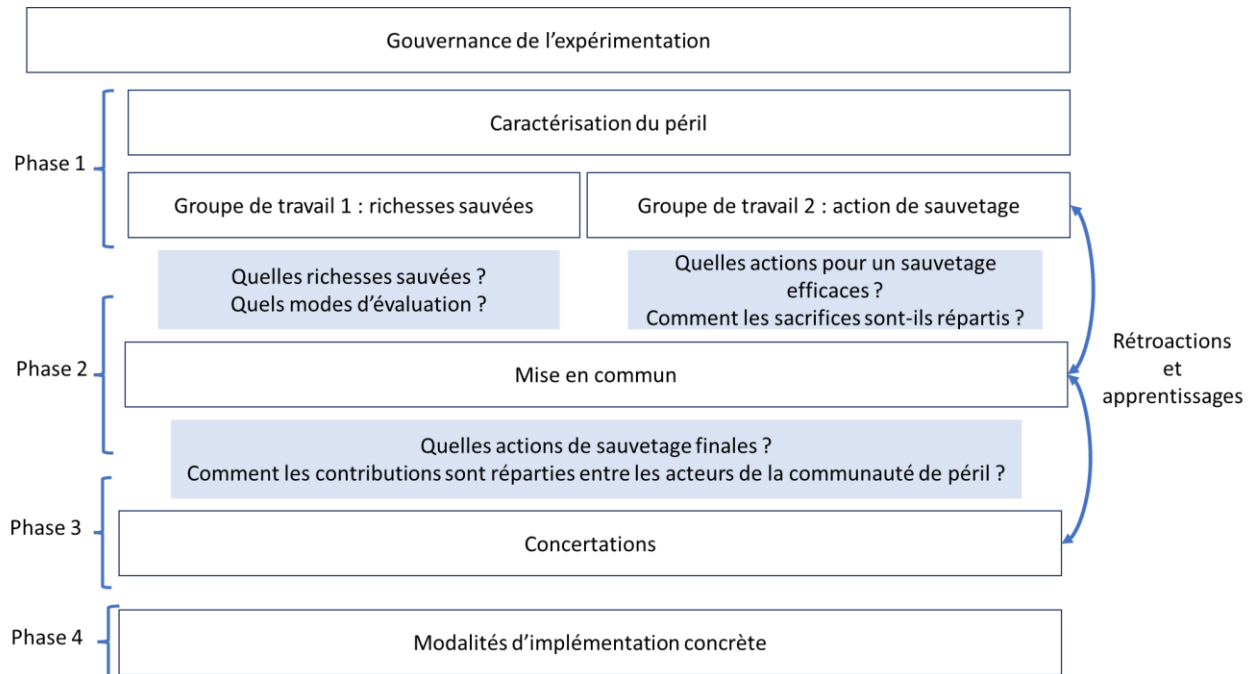 Gouvernance de l'expérimentation
Caractérisation du péril
Phase 1
Groupe de travail 1 : richesses sauvées
Groupe de travail 2 : action de sauvetage
Quelles richesses sauvées ?
Quels modes d'évaluation ?
Quelles actions pour un sauvetage
efficaces ?
Comment les sacrifices sont-ils répartis ?
Phase 2
Mise en commun
Rétroactions
et
apprentissages
Quelles actions de sauvetage finales ?
Comment les contributions sont réparties entre les acteurs de la communauté de péril ?
Phase 3
Concertations
Phase 4
Modalités d'implémentation concrète